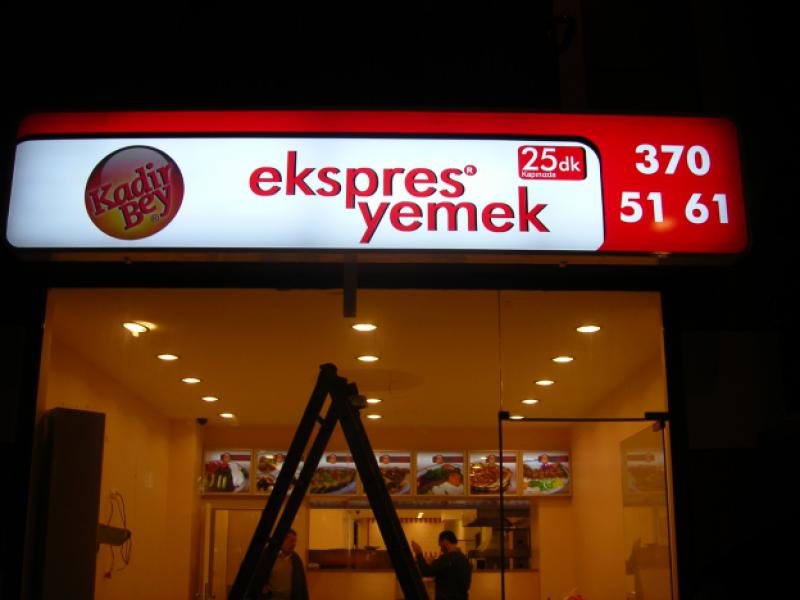 Kadir
Bey®
ekspres®
yemek
25dk
Kapınızda
370
51 61